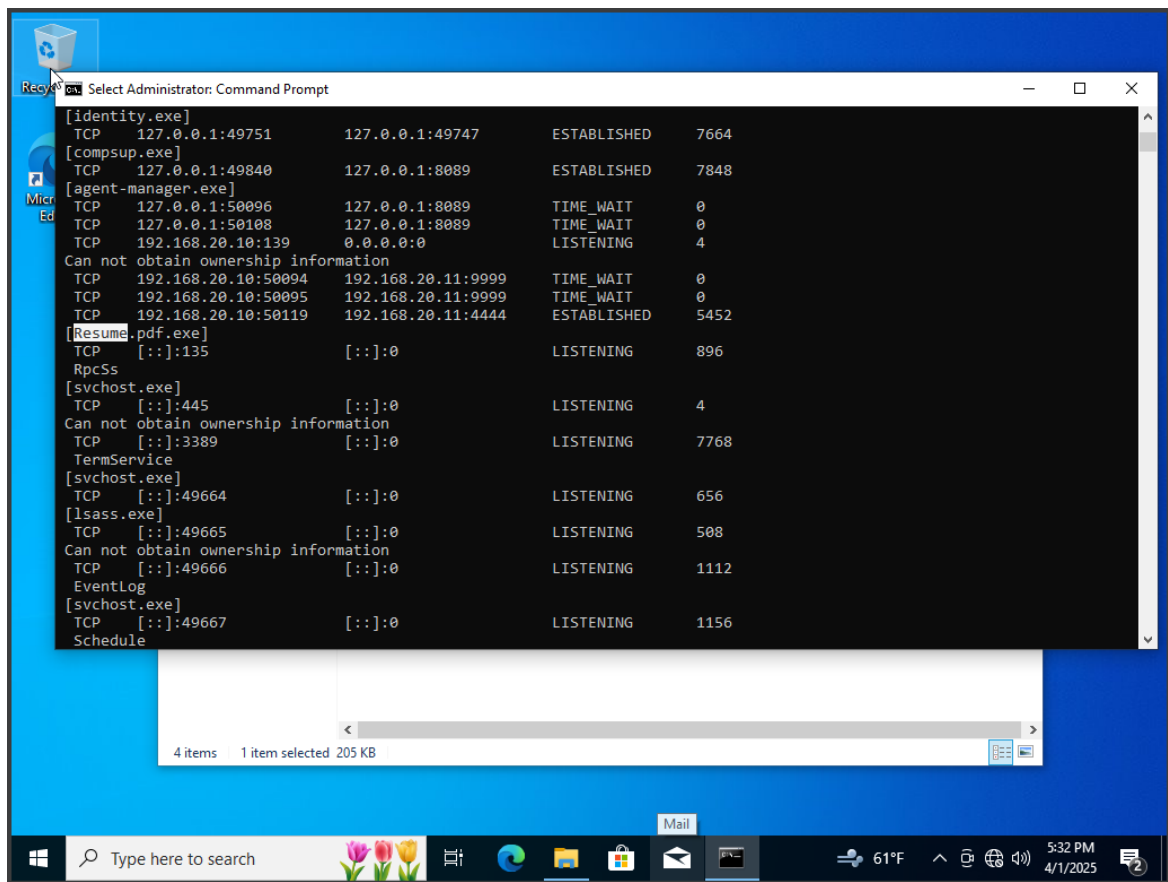 Recyc
Select Administrator: Command Prompt
[identity.exe]
TCP 127.0.0.1:49751 127.0.0.1:49747 ESTABLISHED 7664
[compsup.exe]
TCP 127.0.0.1:49840 127.0.0.1:8089 ESTABLISHED 7848
[agent-manager.exe]
TCP 127.0.0.1:50096 127.0.0.1:8089 TIME_WAIT 0
TCP 127.0.0.1:50108 127.0.0.1:8089 TIME_WAIT 0
TCP 192.168.20.10:139 0.0.0.0:0 LISTENING 4
Can not obtain ownership information
TCP 192.168.20.10:50094 192.168.20.11:9999 TIME_WAIT 0
TCP 192.168.20.10:50095 192.168.20.11:9999 TIME_WAIT 0
TCP 192.168.20.10:50119 192.168.20.11:4444 ESTABLISHED 5452
[Resume.pdf.exe]
TCP [::]:135 [::]:0 LISTENING 896
RpcSs
[svchost.exe]
TCP [::]:445 [::]:0 LISTENING 4
Can not obtain ownership information
TCP [::]:3389 [::]:0 LISTENING 7768
TermService
[svchost.exe]
TCP [::]:49664 [::]:0 LISTENING 656
[lsass.exe]
TCP [::]:49665 [::]:0 LISTENING 508
Can not obtain ownership information
TCP [::]:49666 [::]:0 LISTENING 1112
EventLog
[svchost.exe]
TCP [::]:49667 [::]:0 LISTENING 1156
Schedule
Micr
Ed
4 items 1 item selected 205 KB
Mail
Type here to search
61°F
5:32 PM
4/1/2025
2